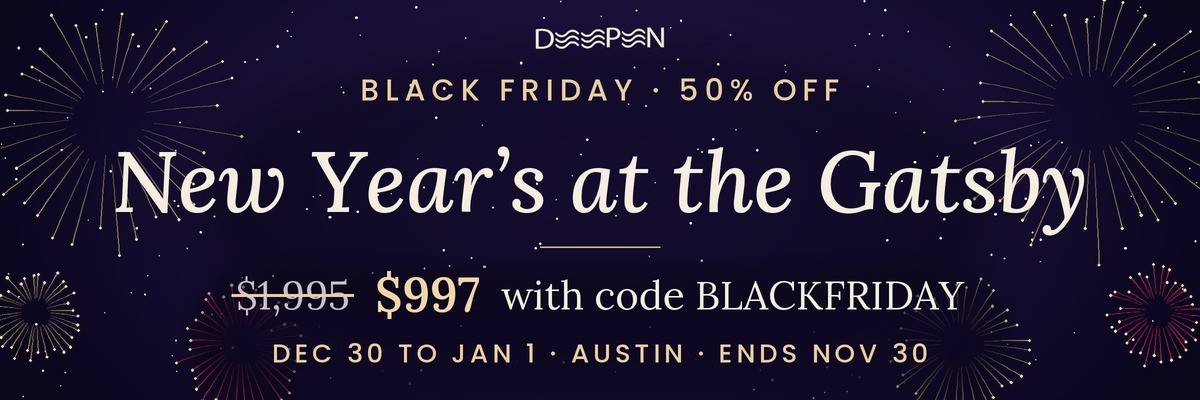 DEEPEN
BLACK FRIDAY · 50% OFF
New Year’s at the Gatsby
$1,995 $997 with code BLACKFRIDAY
DEC 30 TO JAN 1 · AUSTIN · ENDS NOV 30